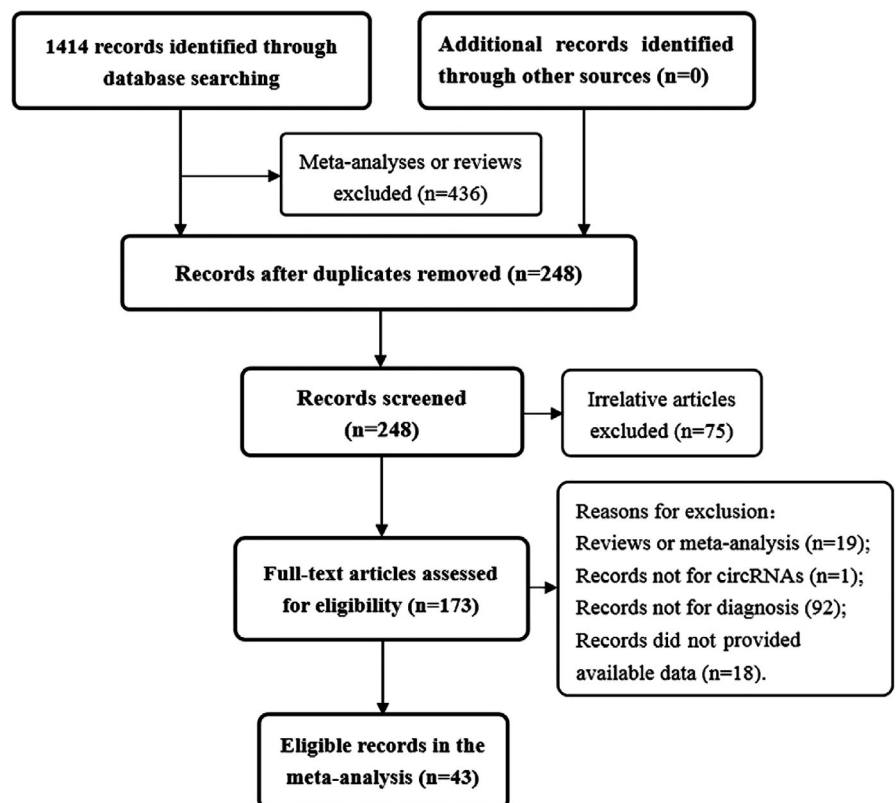 1414 records identified through
database searching
Additional records identified
through other sources (n=0)
Meta-analyses or reviews
excluded (n=436)
Records after duplicates removed (n=248)
Records screened
(n=248)
Irrelative articles
excluded (n=75)
Full-text articles assessed
for eligibility (n=173)
Reasons for exclusion：
Reviews or meta-analysis (n=19);
Records not for circRNAs (n=1);
Records not for diagnosis (92);
Records did not provided
available data (n=18).
Eligible records in the
meta-analysis (n=43)